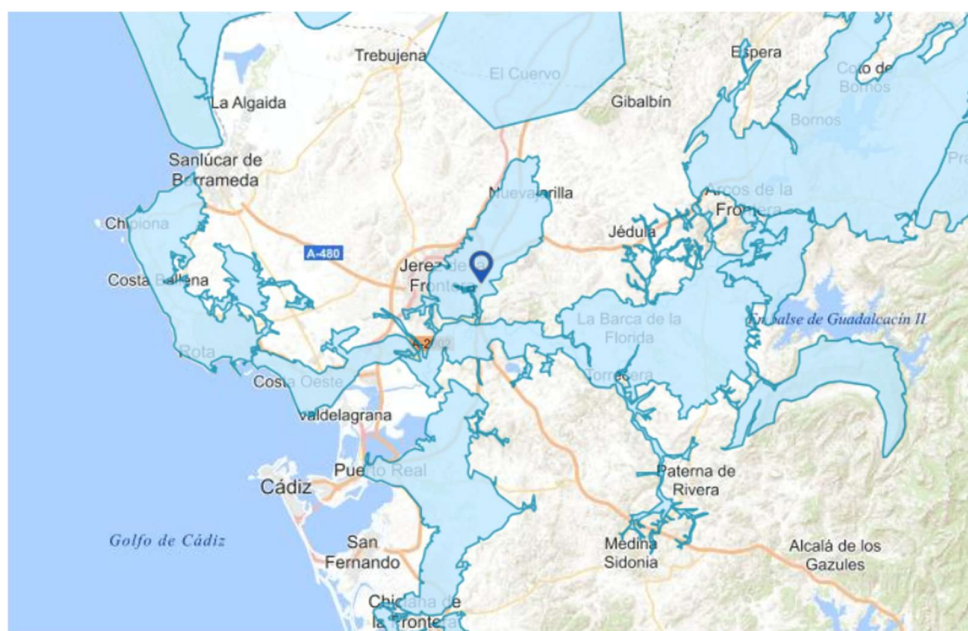 Trebujena
El Cuervo
Espera
Coto de
Bornos
Gibalbín
La Algaida
Bornos
Sanlúcar de
Barrameda
Nuevajarilla
Arcos de la
Frontera
Chipiona
Jédula
A-480
Costa Ballena
Jerez de la
Frontera
La Barca de la
Florida
Embalse de Guadalcacín II
Rota
Costa Oeste
Torrecera
valdelagrana
Puerto Real
Cádiz
Paterna de
Rivera
Golfo de Cádiz
San
Fernando
Medina
Sidonia
Alcalá de los
Gazules
Chiclana de
la Frontera